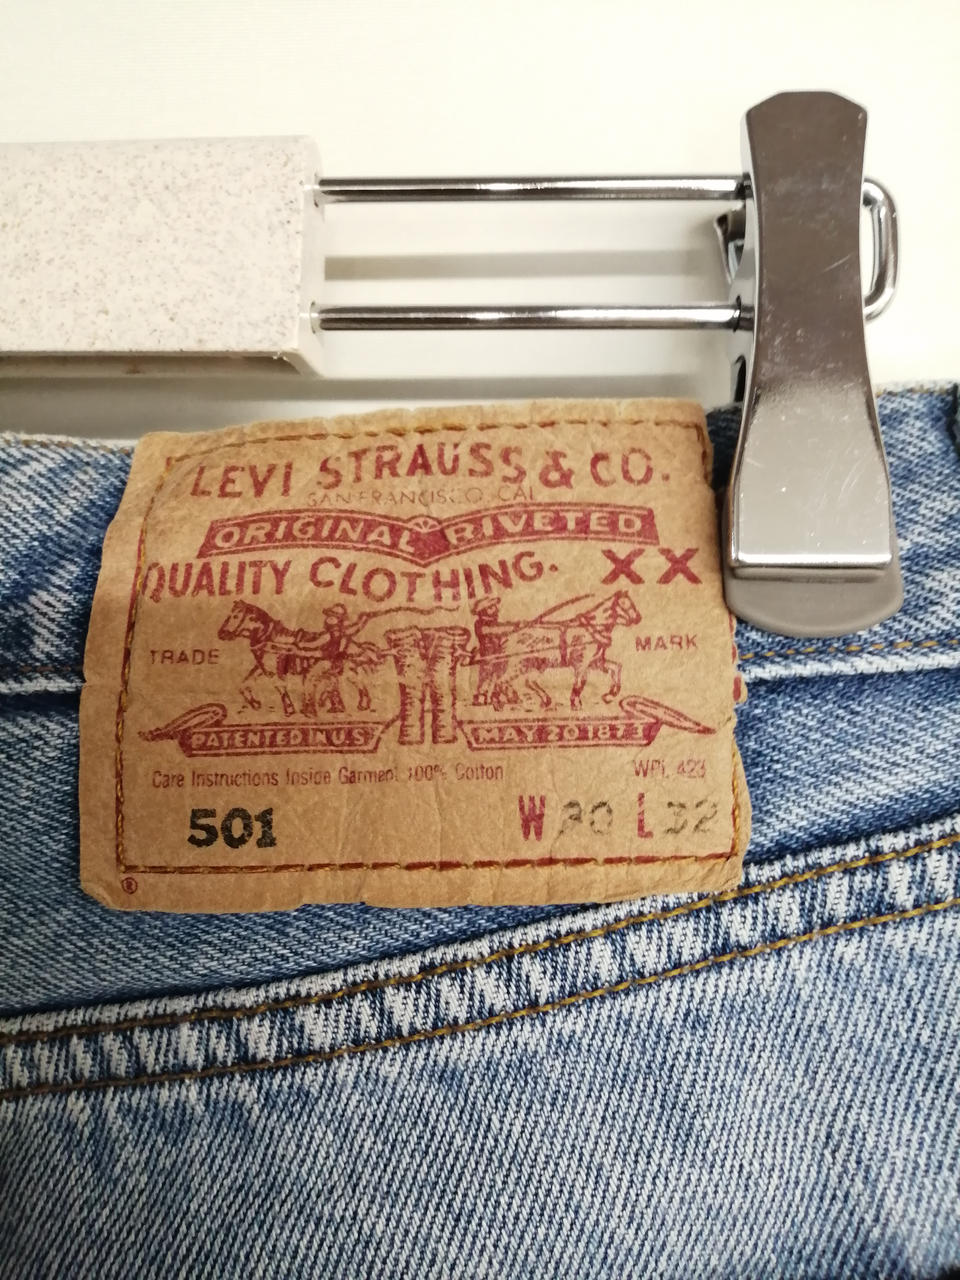 LEVI STRAUSS & CO.
SAN FRANCISCO, CAL
ORIGINAL RIVETED
QUALITY CLOTHING. XX
TRADE MARK
PATENTED IN U.S. MAY 20 1873
Care Instructions Inside Garment 100% Cotton WPL 423
501 W 30 L 32
®